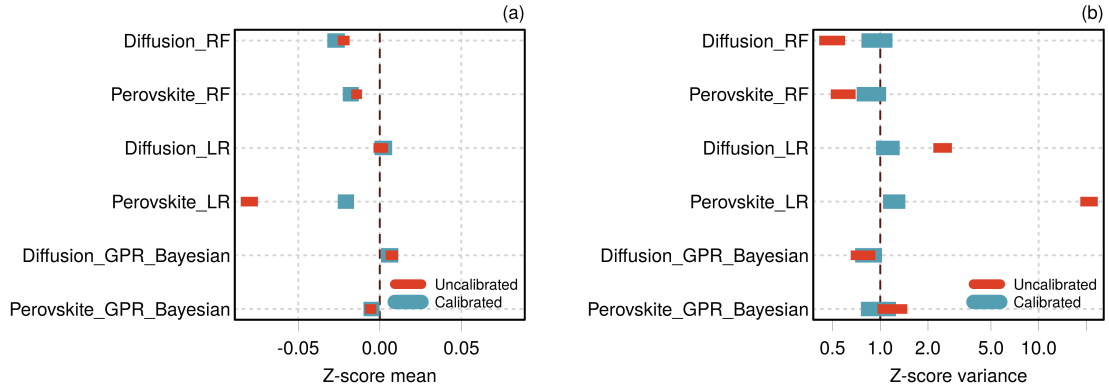 (a)
Diffusion_RF
Perovskite_RF
Diffusion_LR
Perovskite_LR
Diffusion_GPR_Bayesian
Perovskite_GPR_Bayesian
Uncalibrated
Calibrated
-0.05 0.00 0.05
Z-score mean
(b)
Diffusion_RF
Perovskite_RF
Diffusion_LR
Perovskite_LR
Diffusion_GPR_Bayesian
Perovskite_GPR_Bayesian
Uncalibrated
Calibrated
0.5 1.0 2.0 5.0 10.0
Z-score variance